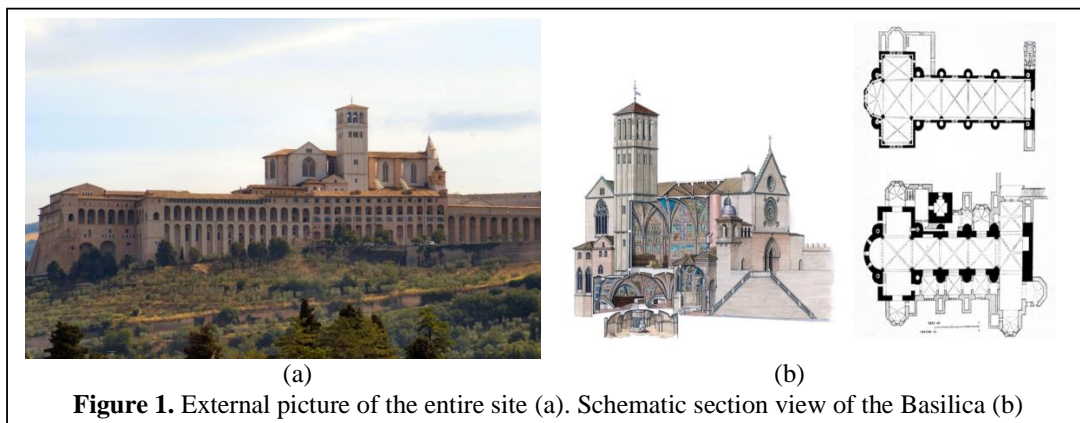 (a)
(b)
Figure 1. External picture of the entire site (a). Schematic section view of the Basilica (b)